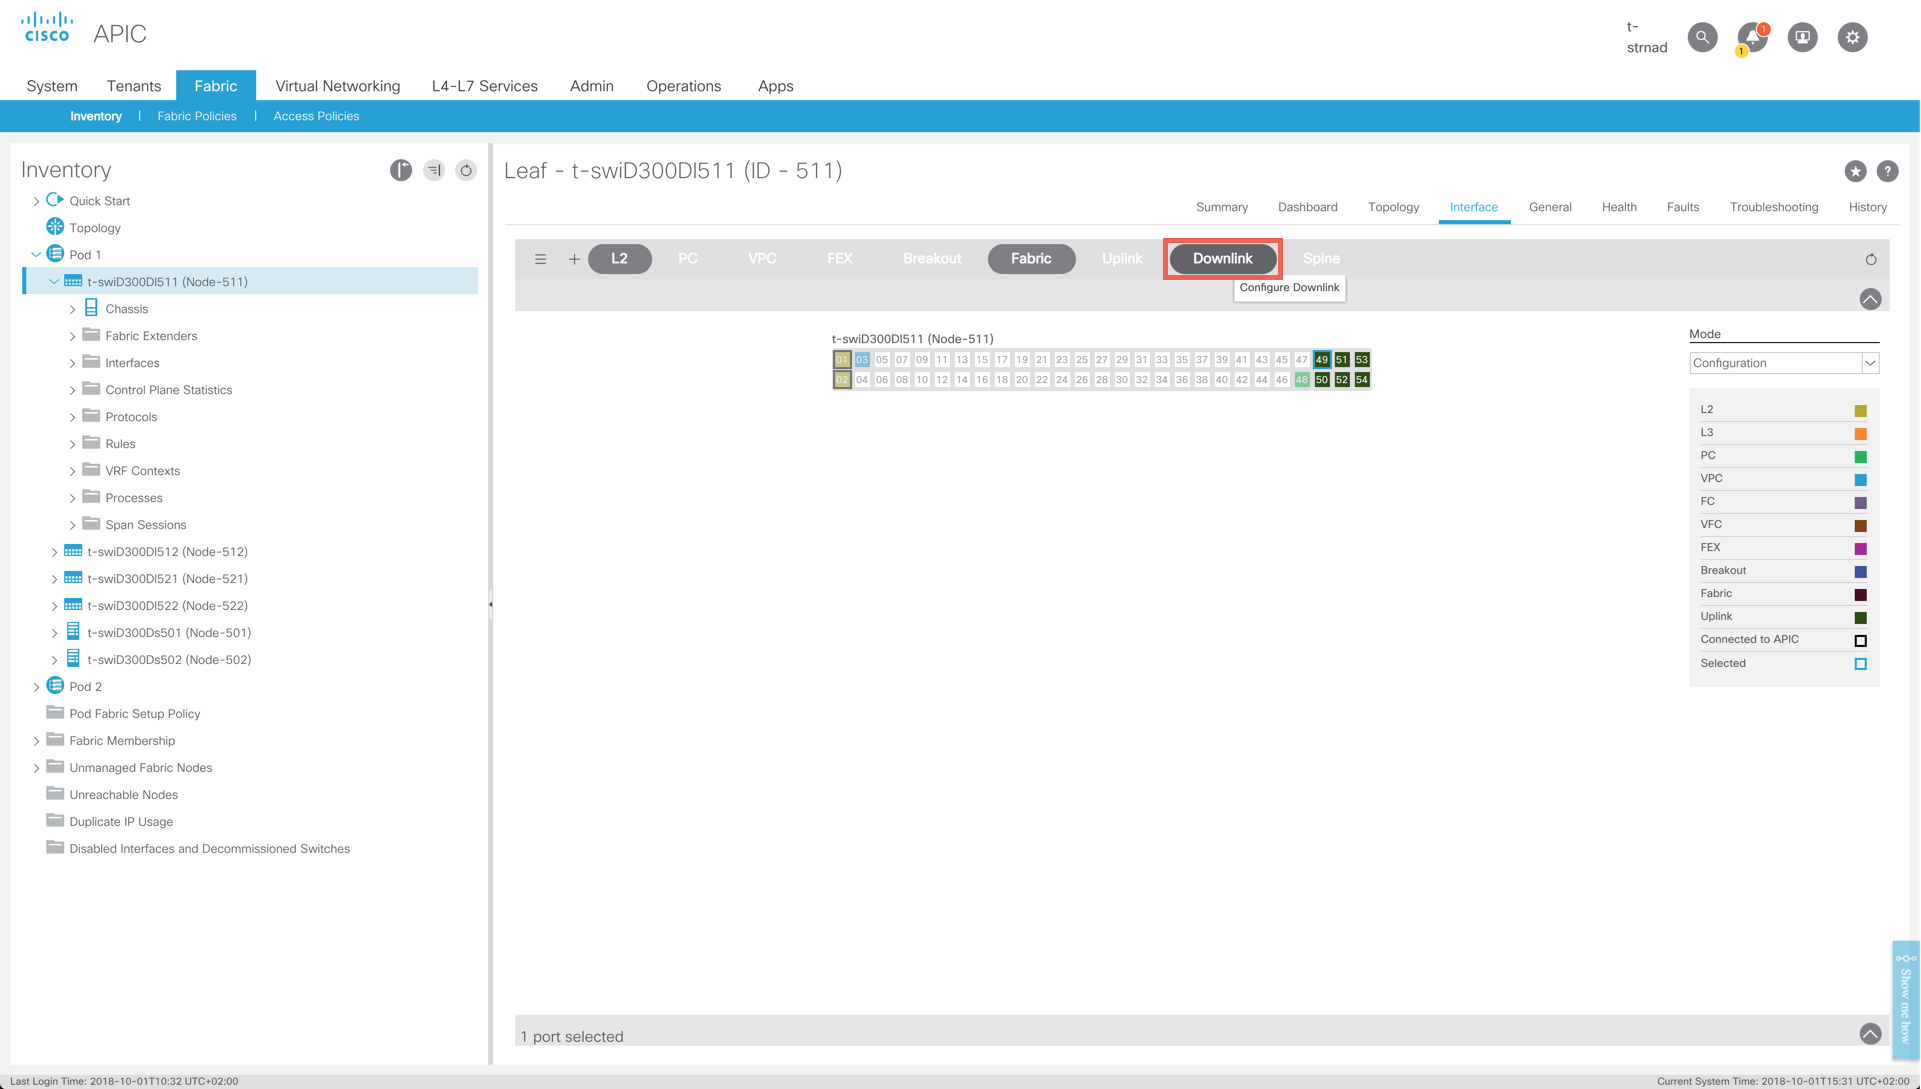 cisco APIC
t-
strnad
1
1
System Tenants Fabric Virtual Networking L4-L7 Services Admin Operations Apps
Inventory | Fabric Policies | Access Policies
Inventory
Quick Start
Topology
Pod 1
t-swiD300Dl511 (Node-511)
Chassis
Fabric Extenders
Interfaces
Control Plane Statistics
Protocols
Rules
VRF Contexts
Processes
Span Sessions
t-swiD300Dl512 (Node-512)
t-swiD300Dl521 (Node-521)
t-swiD300Dl522 (Node-522)
t-swiD300Ds501 (Node-501)
t-swiD300Ds502 (Node-502)
Pod 2
Pod Fabric Setup Policy
Fabric Membership
Unmanaged Fabric Nodes
Unreachable Nodes
Duplicate IP Usage
Disabled Interfaces and Decommissioned Switches
Leaf - t-swiD300Dl511 (ID - 511)
?
Summary Dashboard Topology Interface General Health Faults Troubleshooting History
L2 PC VPC FEX Breakout Fabric Uplink Downlink Spine
Configure Downlink
t-swiD300Dl511 (Node-511)
01 03 05 07 09 11 13 15 17 19 21 23 25 27 29 31 33 35 37 39 41 43 45 47 49 51 53
02 04 06 08 10 12 14 16 18 20 22 24 26 28 30 32 34 36 38 40 42 44 46 48 50 52 54
Mode
Configuration
L2
L3
PC
VPC
FC
VFC
FEX
Breakout
Fabric
Uplink
Connected to APIC
Selected
Show me how
1 port selected
Last Login Time: 2018-10-01T10:32 UTC+02:00
Current System Time: 2018-10-01T15:31 UTC+02:00